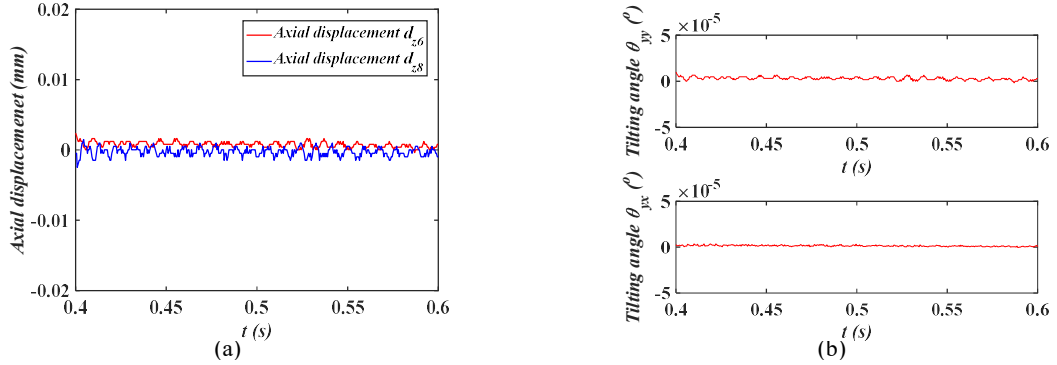 0.02
0.01
0
-0.01
-0.02
Axial displacemenet (mm)
Axial displacement d_z6
Axial displacement d_z8
0.4 0.45 0.5 0.55 0.6
t (s)
(a)
×10⁻⁵
5
0
-5
Tilting angle θ_yy (°)
0.4 0.45 0.5 0.55 0.6
t (s)
×10⁻⁵
5
0
-5
Tilting angle θ_yx (°)
0.4 0.45 0.5 0.55 0.6
t (s)
(b)